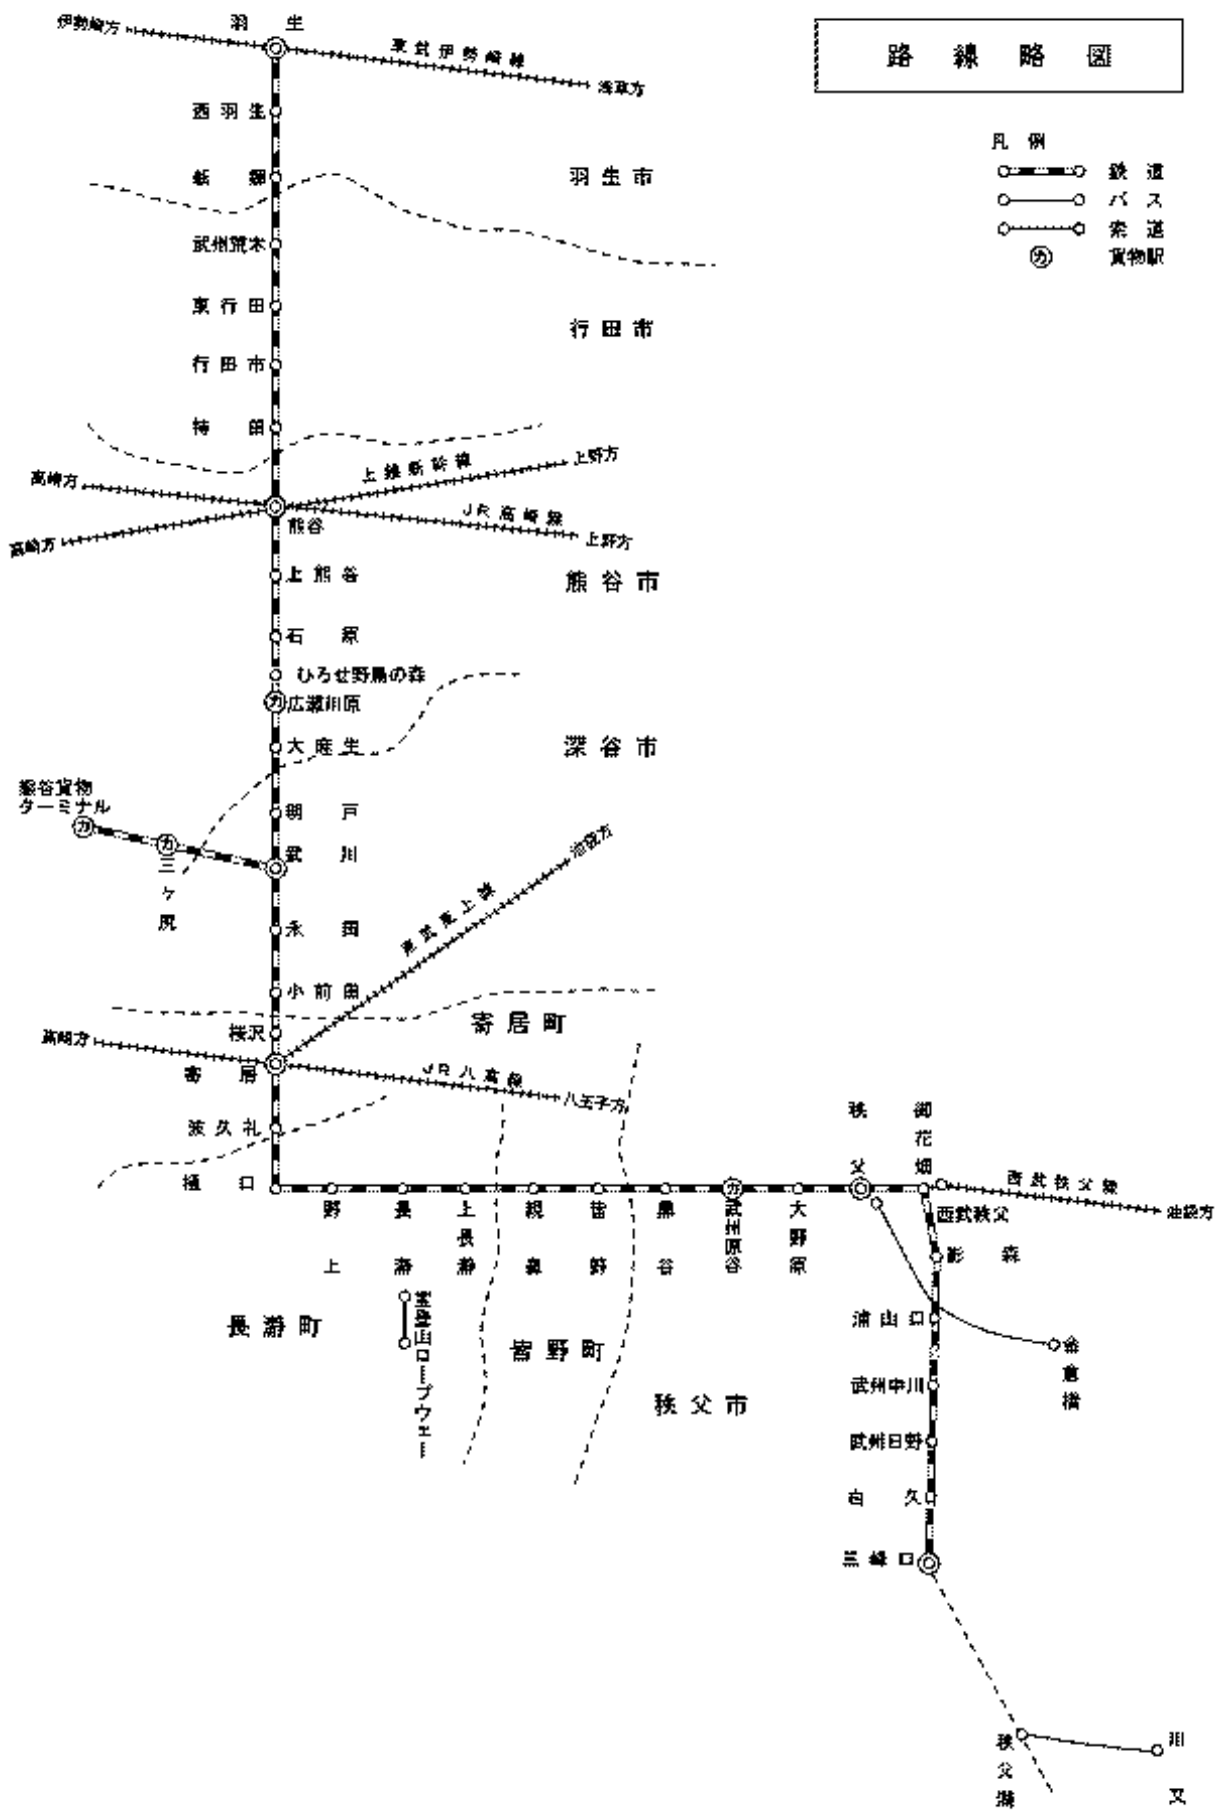 路線略図
凡例
鉄道
バス
索道
カ 貨物駅
伊勢崎方
羽生
東武伊勢崎線
浅草方
西羽生
新郷
羽生市
武州荒木
東行田
行田市
行田市
持田
高崎方
上越新幹線
上野方
高崎方
JR高崎線
上野方
熊谷
上熊谷
熊谷市
石原
ひろせ野鳥の森
カ 広瀬川原
大麻生
深谷市
明戸
熊谷貨物
ターミナル
カ
カ
三ヶ尻
武川
池袋方
東武東上線
永田
小前田
寄居町
桜沢
高崎方
寄居
JR八高線
八王子方
波久礼
樋口
野上
長瀞
上長瀞
親鼻
皆野
黒谷
カ
武州原谷
大野原
秩父
御花畑
西武秩父線
池袋方
西武秩父
影森
宝登山ロープウェー
長瀞町
皆野町
秩父市
浦山口
金倉橋
武州中川
武州日野
白久
三峰口
秩父湖
川又